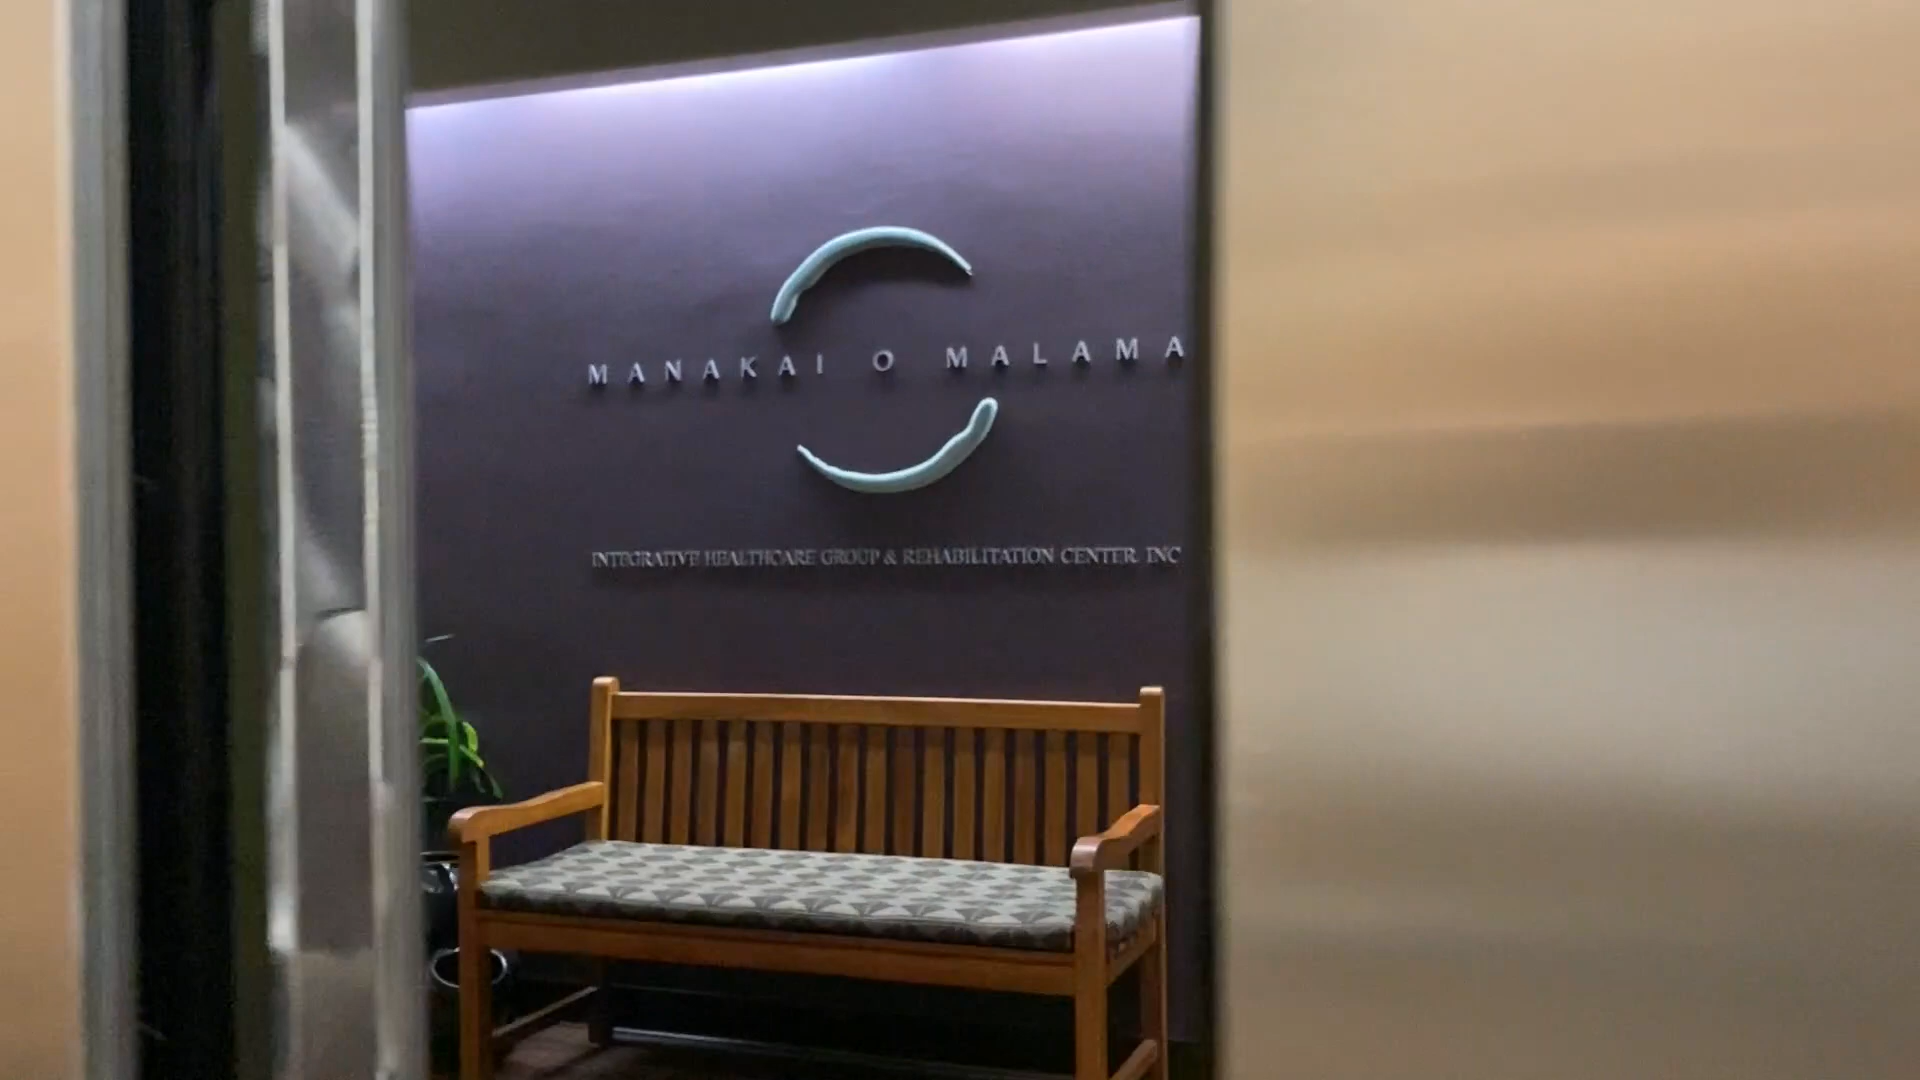 MANAKAI O MALAMA
INTEGRATIVE HEALTHCARE GROUP & REHABILITATION CENTER, INC